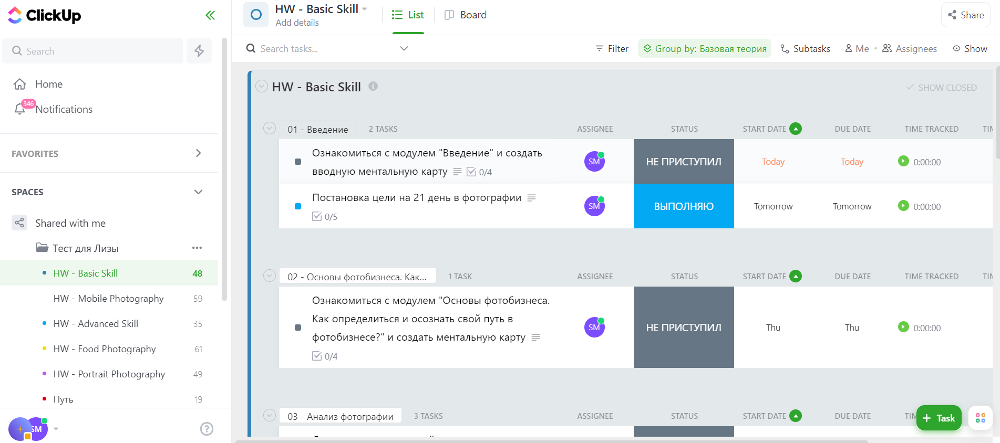 ClickUp
Search
Home
346
Notifications
FAVORITES
SPACES
Shared with me
Тест для Лизы
HW - Basic Skill 48
HW - Mobile Photography 59
HW - Advanced Skill 35
HW - Food Photography 61
HW - Portrait Photography 49
Путь 19
SM
HW - Basic Skill
Add details
List
Board
Share
Search tasks...
Filter
Group by: Базовая теория
Subtasks
Me
Assignees
Show
HW - Basic Skill
SHOW CLOSED
01 - Введение 2 TASKS ASSIGNEE STATUS START DATE DUE DATE TIME TRACKED
Ознакомиться с модулем "Введение" и создать
вводную ментальную карту 0/4
SM НЕ ПРИСТУПИЛ Today Today 0:00:00
Постановка цели на 21 день в фотографии
0/5
SM ВЫПОЛНЯЮ Tomorrow Tomorrow 0:00:00
02 - Основы фотобизнеса. Как... 1 TASK ASSIGNEE STATUS START DATE DUE DATE TIME TRACKED
Ознакомиться с модулем "Основы фотобизнеса.
Как определиться и осознать свой путь в
фотобизнесе?" и создать ментальную карту
0/4
SM НЕ ПРИСТУПИЛ Thu Thu 0:00:00
03 - Анализ фотографии 3 TASKS ASSIGNEE STATUS START DATE DUE DATE
+ Task